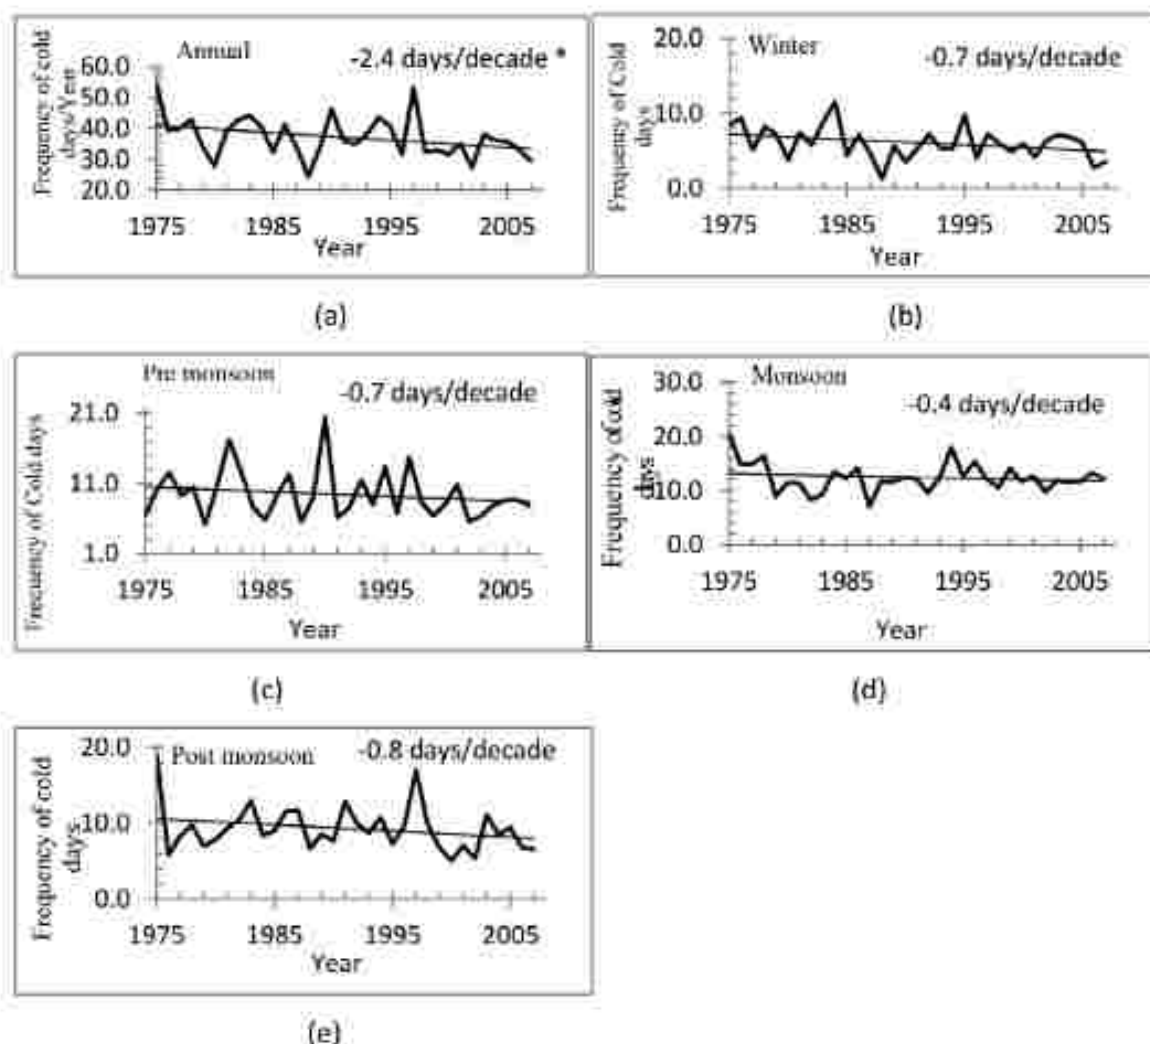 Annual
-2.4 days/decade *
Frequency of cold
days/Year
60.0
50.0
40.0
30.0
20.0
1975 1985 1995 2005
Year
(a)
Winter
-0.7 days/decade
Frequency of Cold
days
20.0
10.0
0.0
1975 1985 1995 2005
Year
(b)
Pre monsoon
-0.7 days/decade
Frequency of Cold days
21.0
11.0
1.0
1975 1985 1995 2005
Year
(c)
Monsoon
-0.4 days/decade
Frequency of cold
days
30.0
20.0
10.0
0.0
1975 1985 1995 2005
Year
(d)
Post monsoon
-0.8 days/decade
Frequency of cold
days
20.0
10.0
0.0
1975 1985 1995 2005
Year
(e)